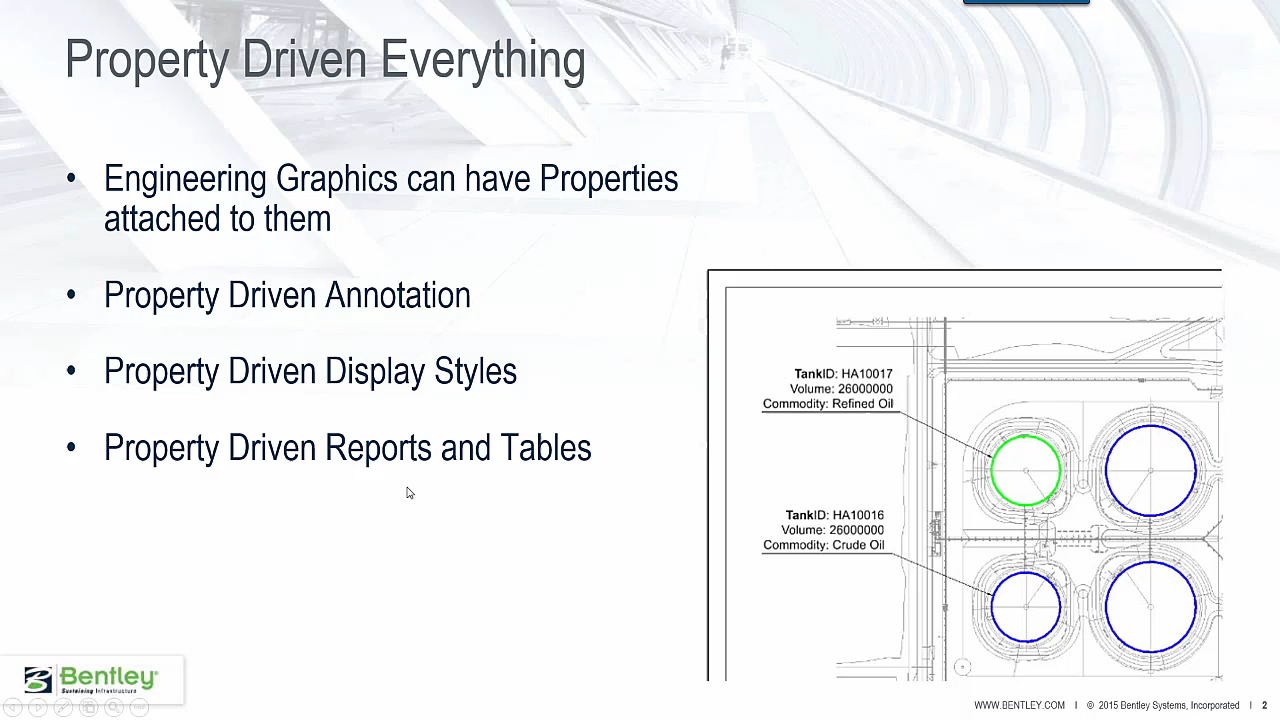 Property Driven Everything
• Engineering Graphics can have Properties
attached to them
• Property Driven Annotation
• Property Driven Display Styles
• Property Driven Reports and Tables
TankID: HA10017
Volume: 26000000
Commodity: Refined Oil
TankID: HA10016
Volume: 26000000
Commodity: Crude Oil
Bentley®
Sustaining Infrastructure
WWW.BENTLEY.COM I © 2015 Bentley Systems, Incorporated I 2